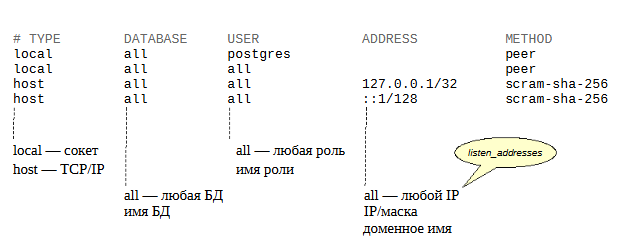 # TYPE DATABASE USER ADDRESS METHOD
local all postgres peer
local all all peer
host all all 127.0.0.1/32 scram-sha-256
host all all ::1/128 scram-sha-256
local — сокет
host — TCP/IP
all — любая роль
имя роли
listen_addresses
all — любая БД
имя БД
all — любой IP
IP/маска
доменное имя